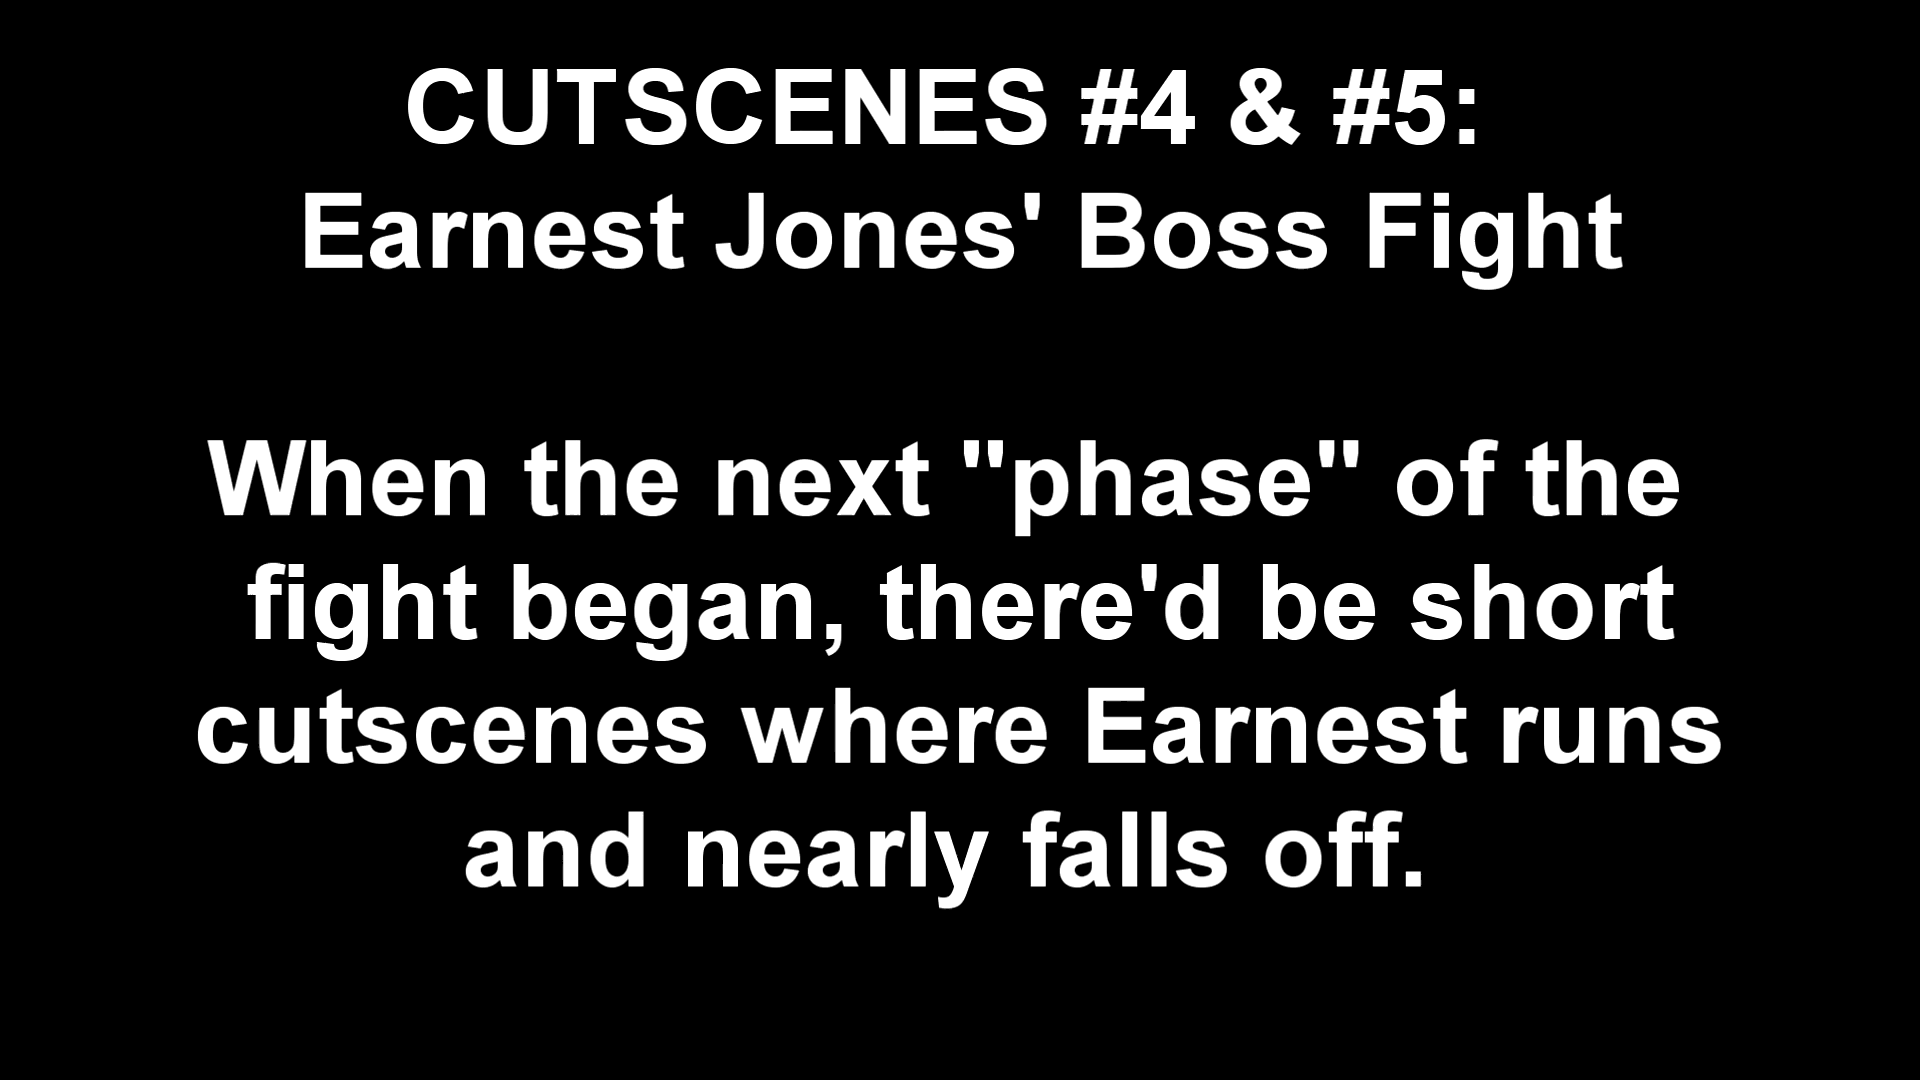 CUTSCENES #4 & #5:
Earnest Jones' Boss Fight
When the next "phase" of the
fight began, there'd be short
cutscenes where Earnest runs
and nearly falls off.